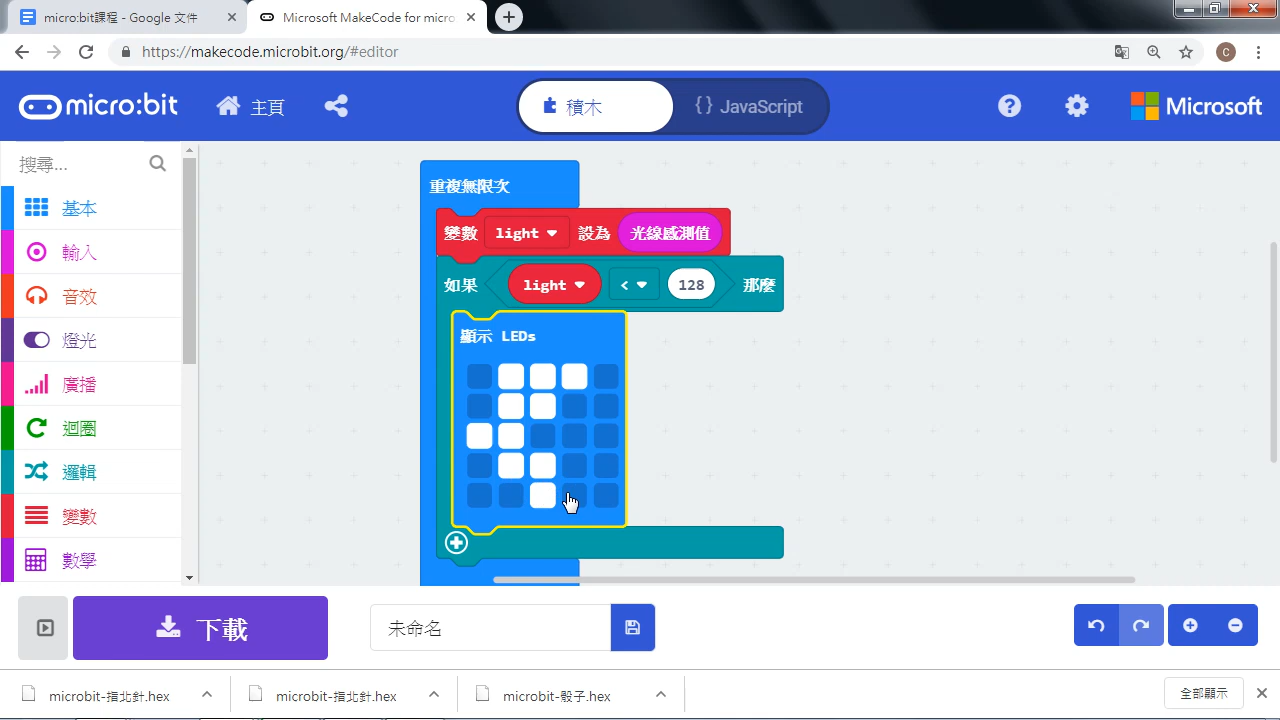 micro:bit課程 - Google 文件
Microsoft MakeCode for micro
https://makecode.microbit.org/#editor
C
micro:bit
主頁
積木
{} JavaScript
Microsoft
搜尋...
基本
輸入
音效
燈光
廣播
迴圈
邏輯
變數
數學
重複無限次
變數 light 設為 光線感測值
如果 light < 128 那麼
顯示 LEDs
下載
未命名
microbit-指北針.hex
microbit-指北針.hex
microbit-骰子.hex
全部顯示